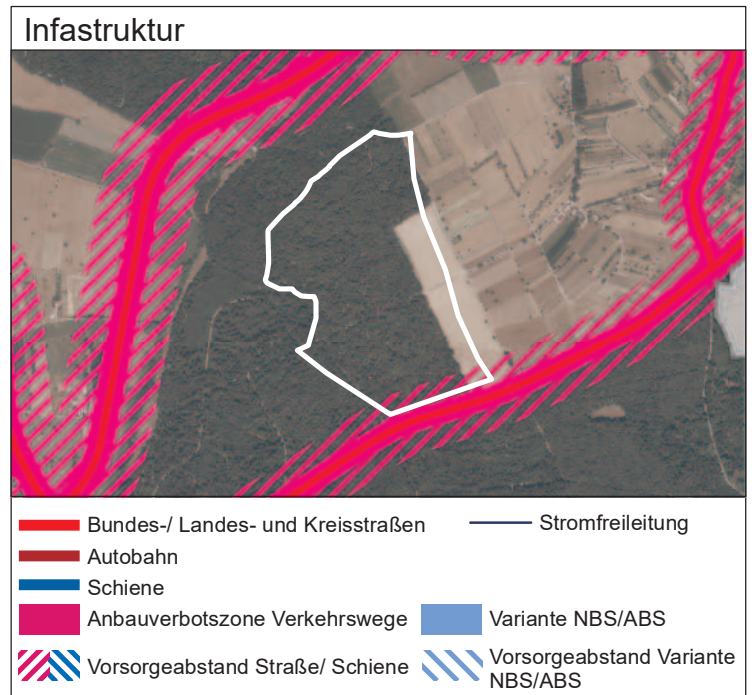 Infastruktur
Bundes-/ Landes- und Kreisstraßen
Stromfreileitung
Autobahn
Schiene
Anbauverbotszone Verkehrswege
Variante NBS/ABS
Vorsorgeabstand Straße/ Schiene
Vorsorgeabstand Variante
NBS/ABS